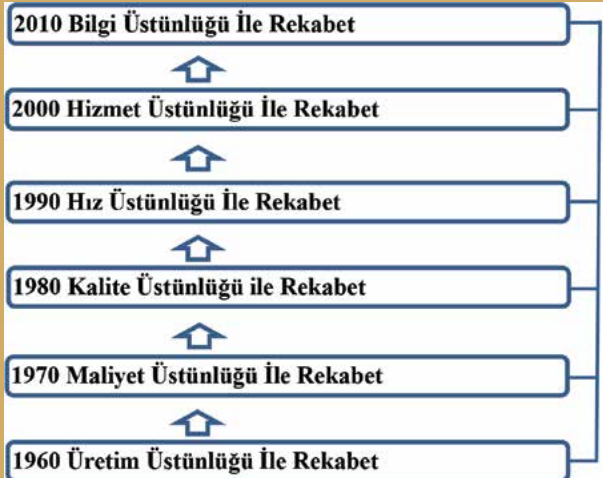 2010 Bilgi Üstünlüğü İle Rekabet
2000 Hizmet Üstünlüğü İle Rekabet
1990 Hız Üstünlüğü İle Rekabet
1980 Kalite Üstünlüğü ile Rekabet
1970 Maliyet Üstünlüğü İle Rekabet
1960 Üretim Üstünlüğü İle Rekabet